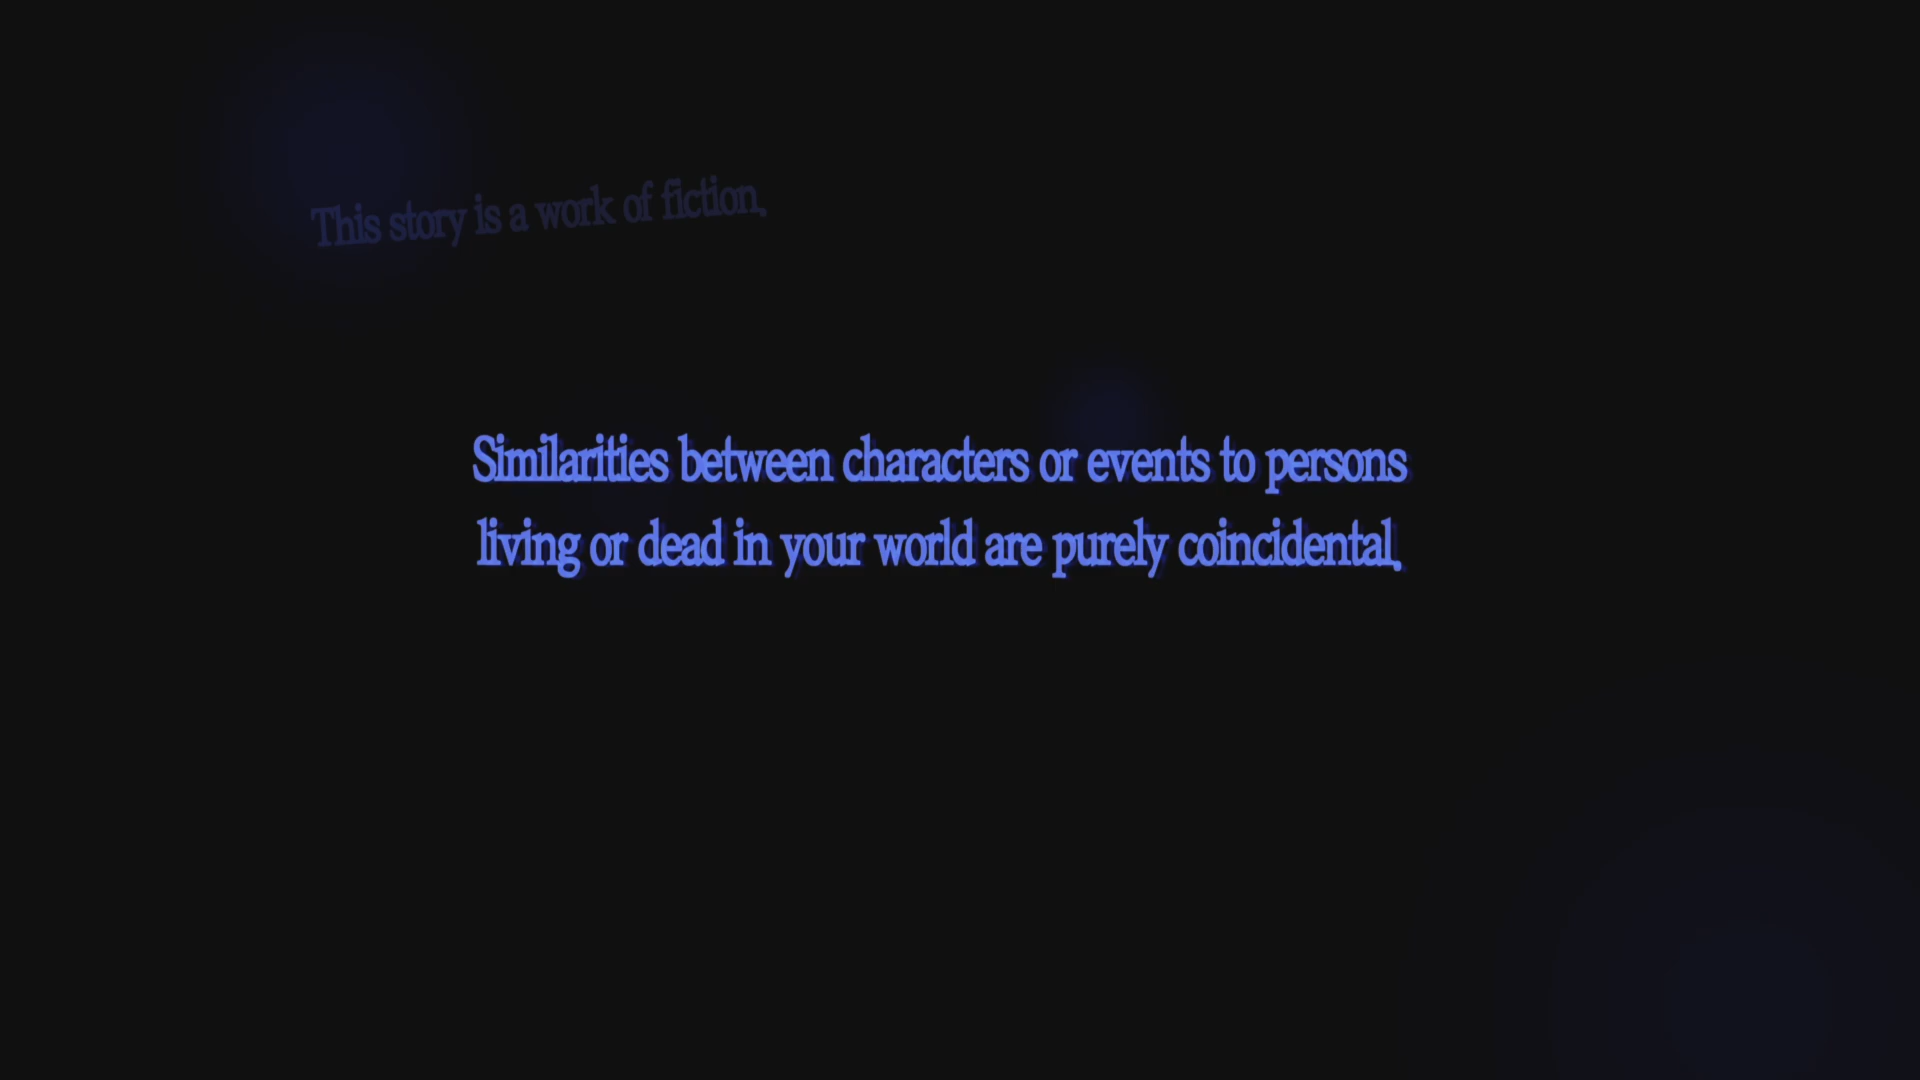 This story is a work of fiction.
Similarities between characters or events to persons
living or dead in your world are purely coincidental.